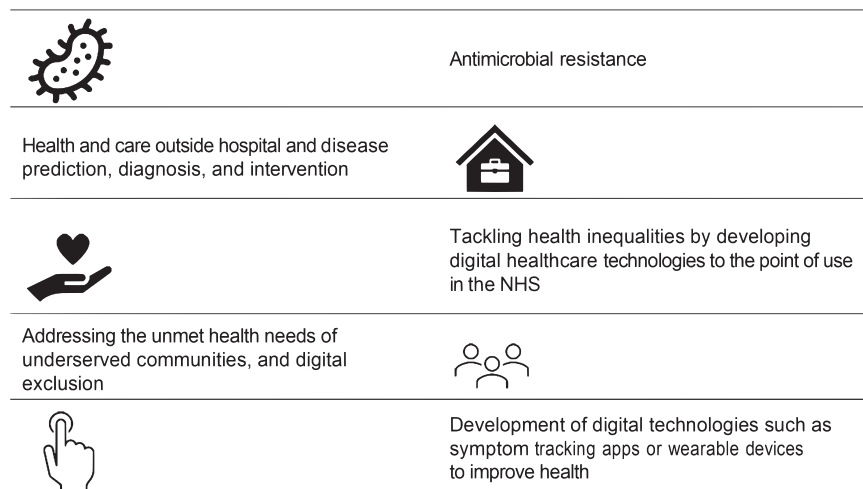 Antimicrobial resistance
Health and care outside hospital and disease
prediction, diagnosis, and intervention
Tackling health inequalities by developing
digital healthcare technologies to the point of use
in the NHS
Addressing the unmet health needs of
underserved communities, and digital
exclusion
Development of digital technologies such as
symptom tracking apps or wearable devices
to improve health